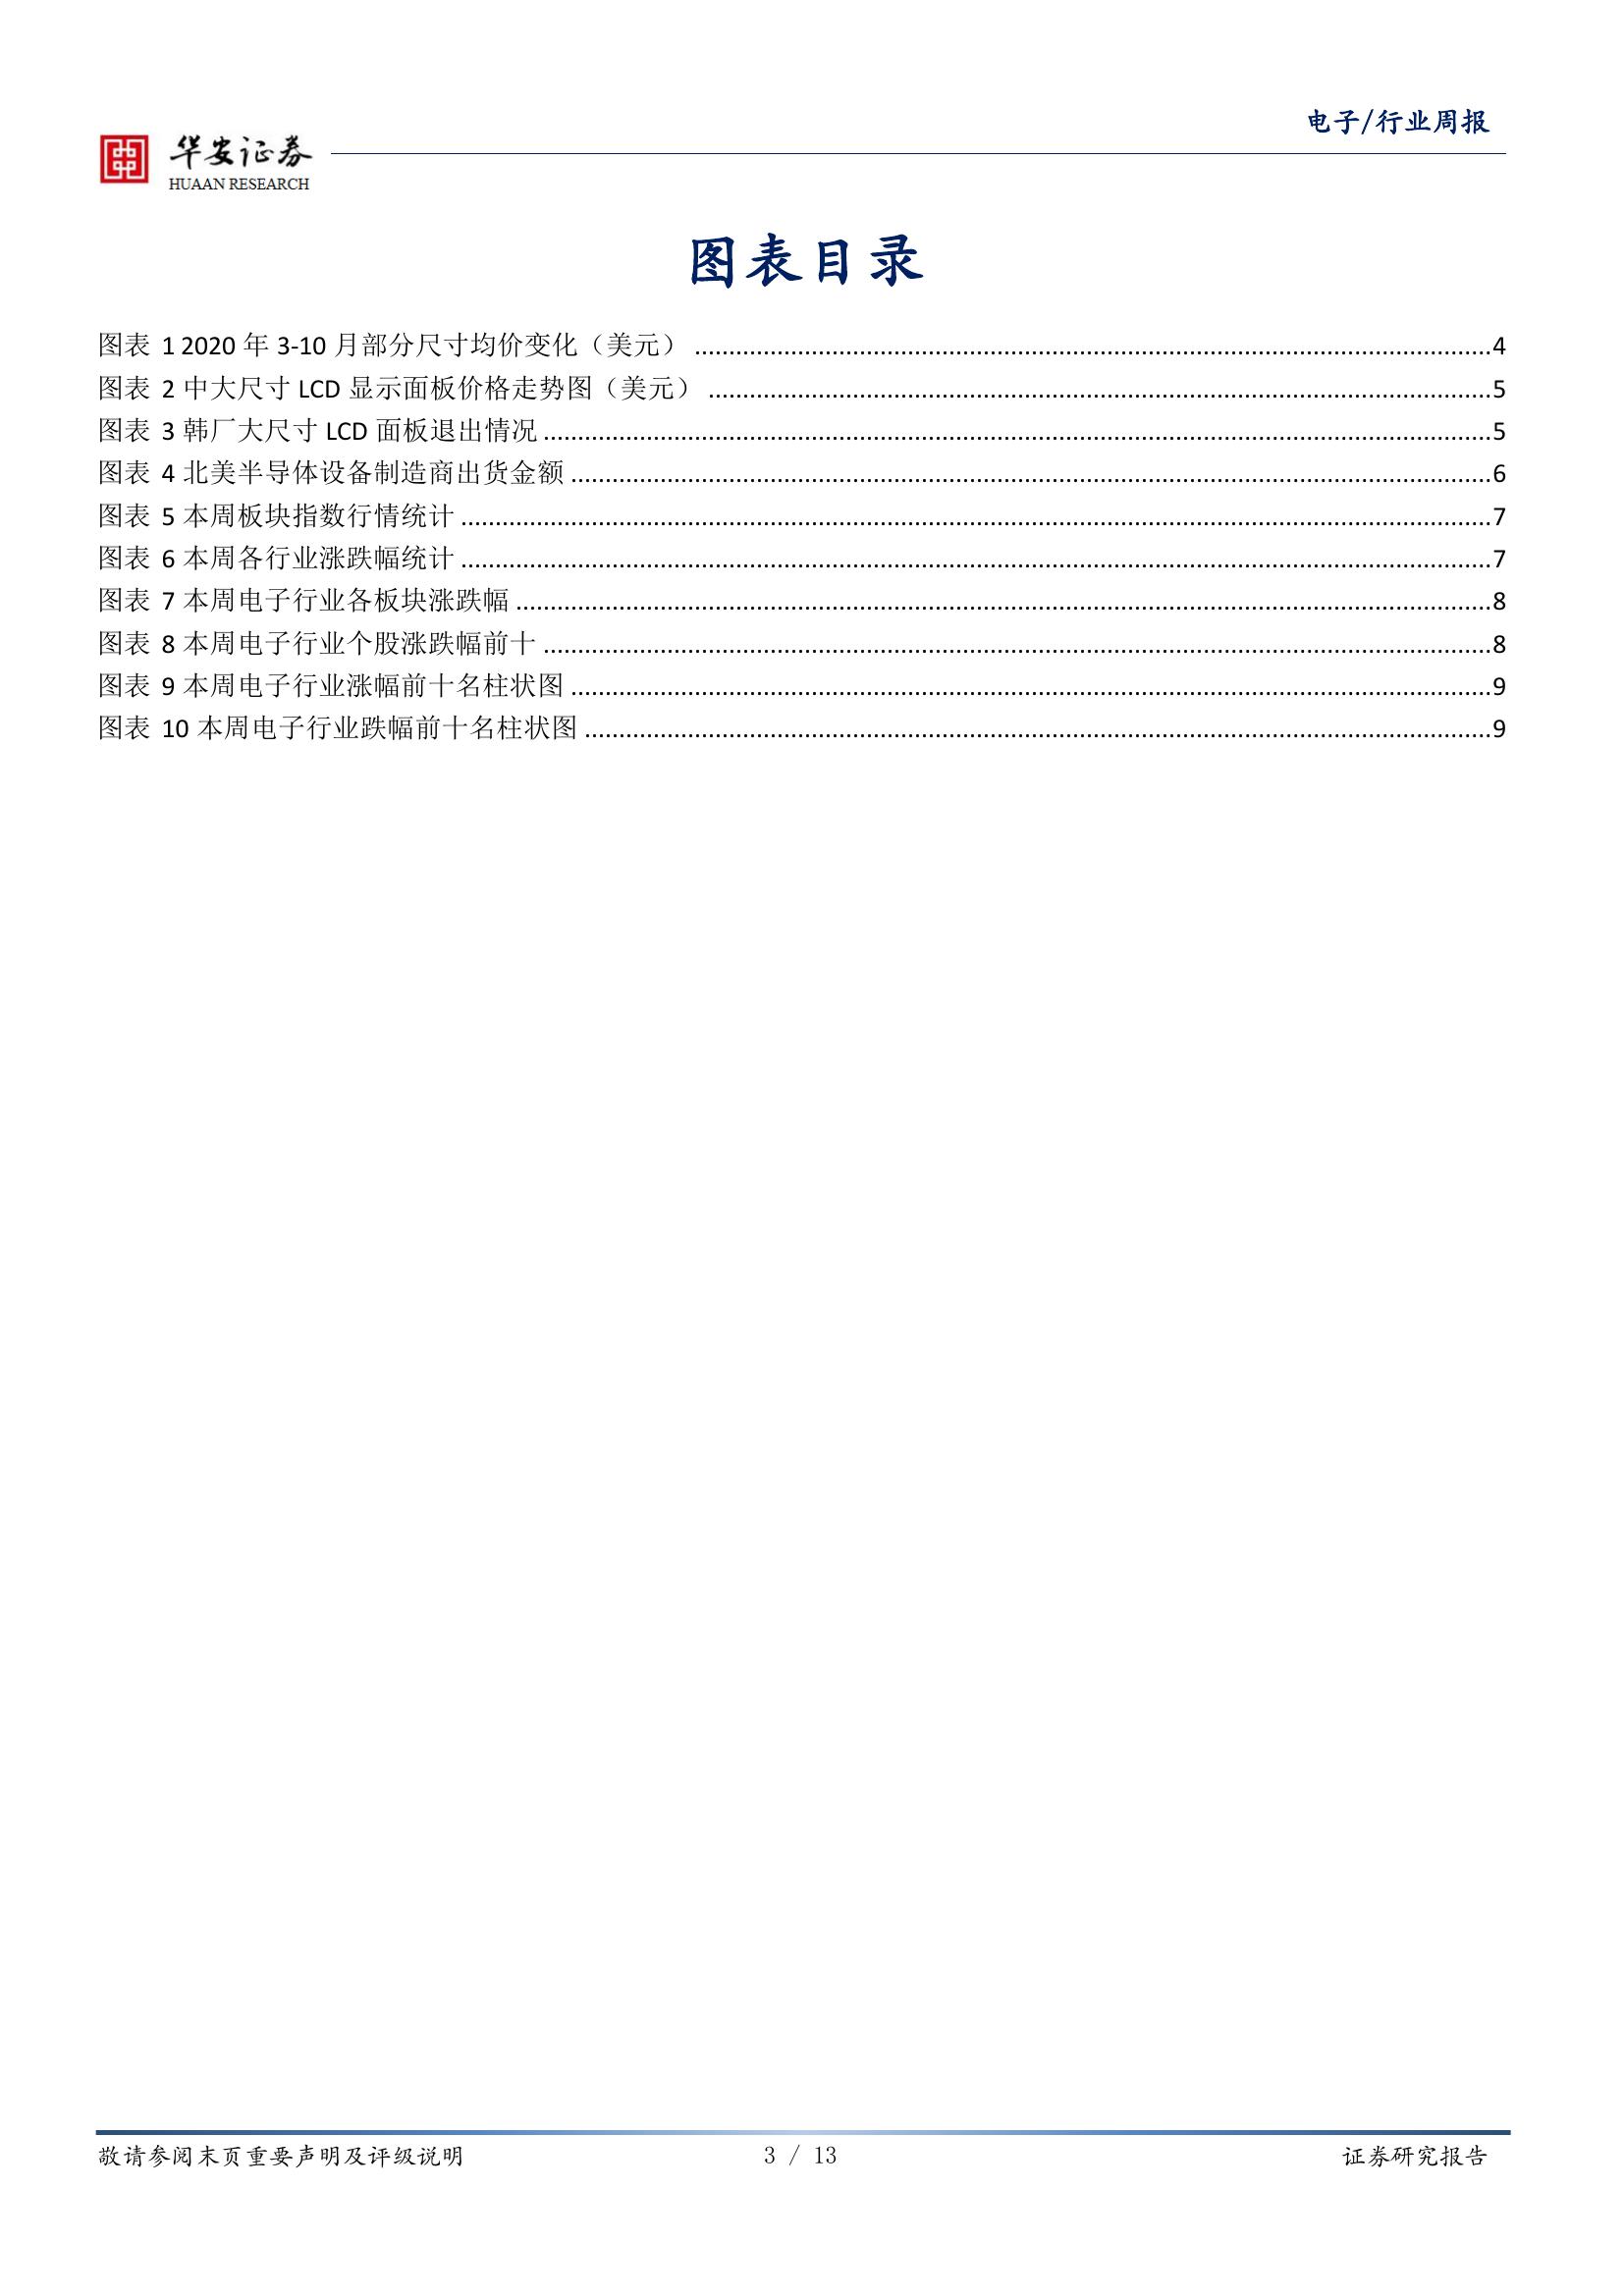 电子/行业周报
华安证券
HUAAN RESEARCH
图表目录
图表 1 2020 年 3-10 月部分尺寸均价变化（美元） ........................ 4
图表 2 中大尺寸 LCD 显示面板价格走势图（美元） ........................ 5
图表 3 韩厂大尺寸 LCD 面板退出情况 ........................ 5
图表 4 北美半导体设备制造商出货金额 ........................ 6
图表 5 本周板块指数行情统计 ........................ 7
图表 6 本周各行业涨跌幅统计 ........................ 7
图表 7 本周电子行业各板块涨跌幅 ........................ 8
图表 8 本周电子行业个股涨跌幅前十 ........................ 8
图表 9 本周电子行业涨幅前十名柱状图 ........................ 9
图表 10 本周电子行业跌幅前十名柱状图 ........................ 9
敬请参阅末页重要声明及评级说明 3 / 13 证券研究报告